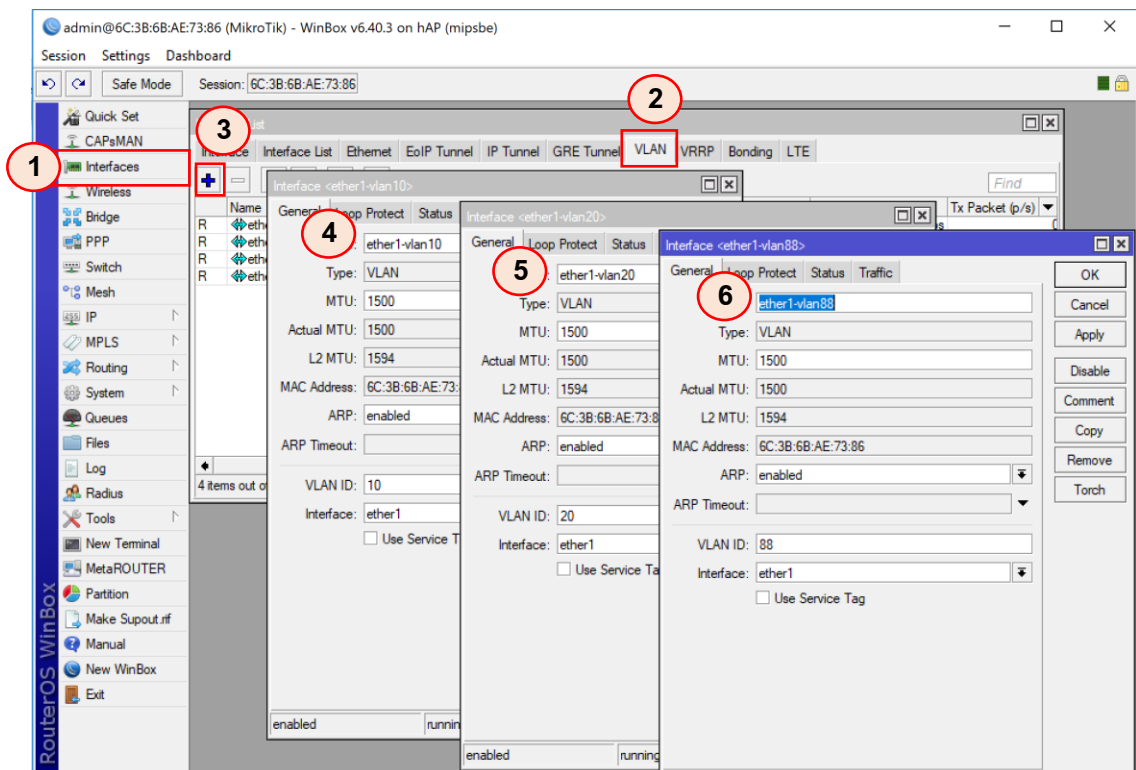 admin@6C:3B:6B:AE:73:86 (MikroTik) - WinBox v6.40.3 on hAP (mipsbe)
Session Settings Dashboard
Safe Mode Session: 6C:3B:6B:AE:73:86
Quick Set
CAPsMAN
Interfaces
Wireless
Bridge
PPP
Switch
Mesh
IP
MPLS
Routing
System
Queues
Files
Log
Radius
Tools
New Terminal
MetaROUTER
Partition
Make Supout.rif
Manual
New WinBox
Exit
RouterOS WinBox
1
2
3
Interface List Ethernet EoIP Tunnel IP Tunnel GRE Tunnel VLAN VRRP Bonding LTE
Find
Name Tx Packet (p/s)
R
R
R
R
4 items out of
Interface <ether1-vlan10>
General Loop Protect Status
4
ether1-vlan10
Type: VLAN
MTU: 1500
Actual MTU: 1500
L2 MTU: 1594
MAC Address: 6C:3B:6B:AE:73:
ARP: enabled
ARP Timeout:
VLAN ID: 10
Interface: ether1
Use Service T
enabled runnin
Interface <ether1-vlan20>
General Loop Protect Status
5
ether1-vlan20
Type: VLAN
MTU: 1500
Actual MTU: 1500
L2 MTU: 1594
MAC Address: 6C:3B:6B:AE:73:8
ARP: enabled
ARP Timeout:
VLAN ID: 20
Interface: ether1
Use Service Ta
enabled running
Interface <ether1-vlan88>
General Loop Protect Status Traffic
6
ether1-vlan88
Type: VLAN
MTU: 1500
Actual MTU: 1500
L2 MTU: 1594
MAC Address: 6C:3B:6B:AE:73:86
ARP: enabled
ARP Timeout:
VLAN ID: 88
Interface: ether1
Use Service Tag
OK
Cancel
Apply
Disable
Comment
Copy
Remove
Torch